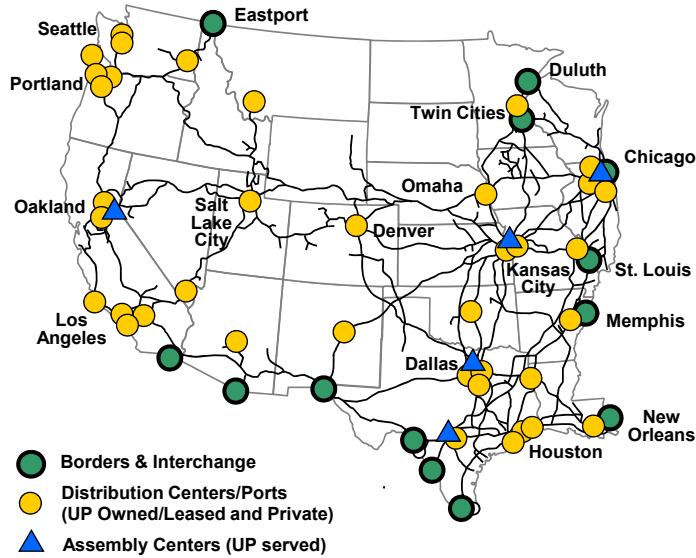 Eastport
Seattle
Portland
Duluth
Twin Cities
Chicago
Omaha
Oakland
Salt
Lake
City
Denver
Kansas
City
St. Louis
Los
Angeles
Memphis
Dallas
New
Orleans
Houston
Borders & Interchange
Distribution Centers/Ports
(UP Owned/Leased and Private)
Assembly Centers (UP served)